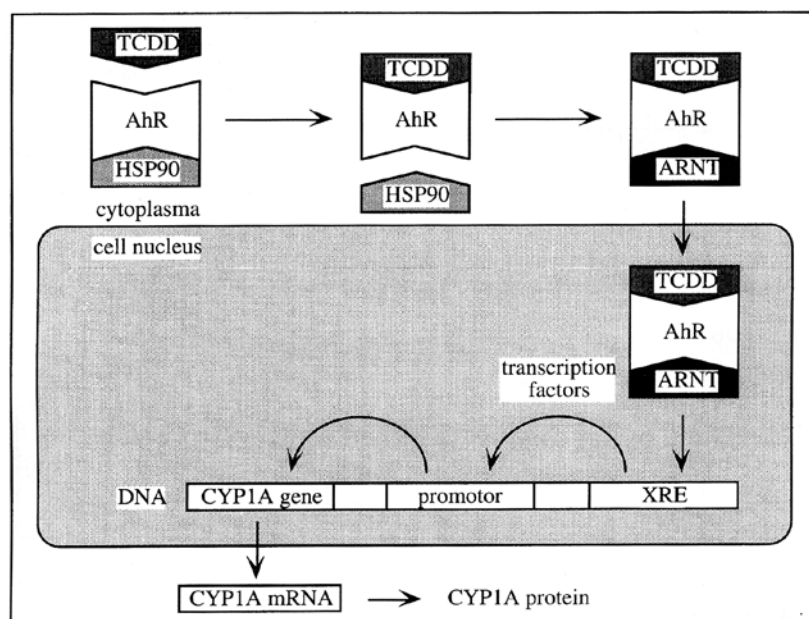 TCDD
AhR
HSP90
TCDD
AhR
HSP90
TCDD
AhR
ARNT
cytoplasma
cell nucleus
TCDD
AhR
ARNT
transcription
factors
DNA
CYP1A gene
promotor
XRE
CYP1A mRNA
CYP1A protein